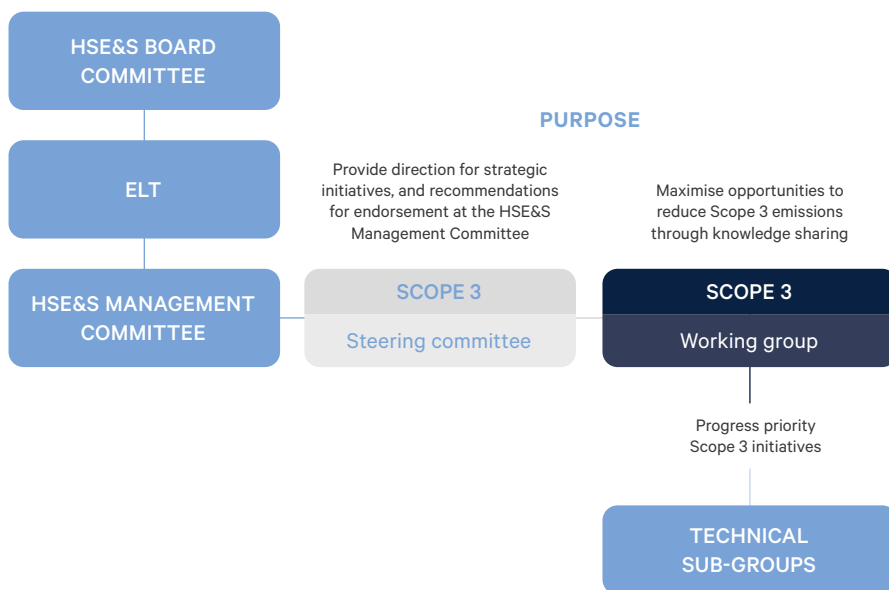 HSE&S BOARD
COMMITTEE
ELT
HSE&S MANAGEMENT
COMMITTEE
PURPOSE
Provide direction for strategic
initiatives, and recommendations
for endorsement at the HSE&S
Management Committee
SCOPE 3
Steering committee
Maximise opportunities to
reduce Scope 3 emissions
through knowledge sharing
SCOPE 3
Working group
Progress priority
Scope 3 initiatives
TECHNICAL
SUB-GROUPS